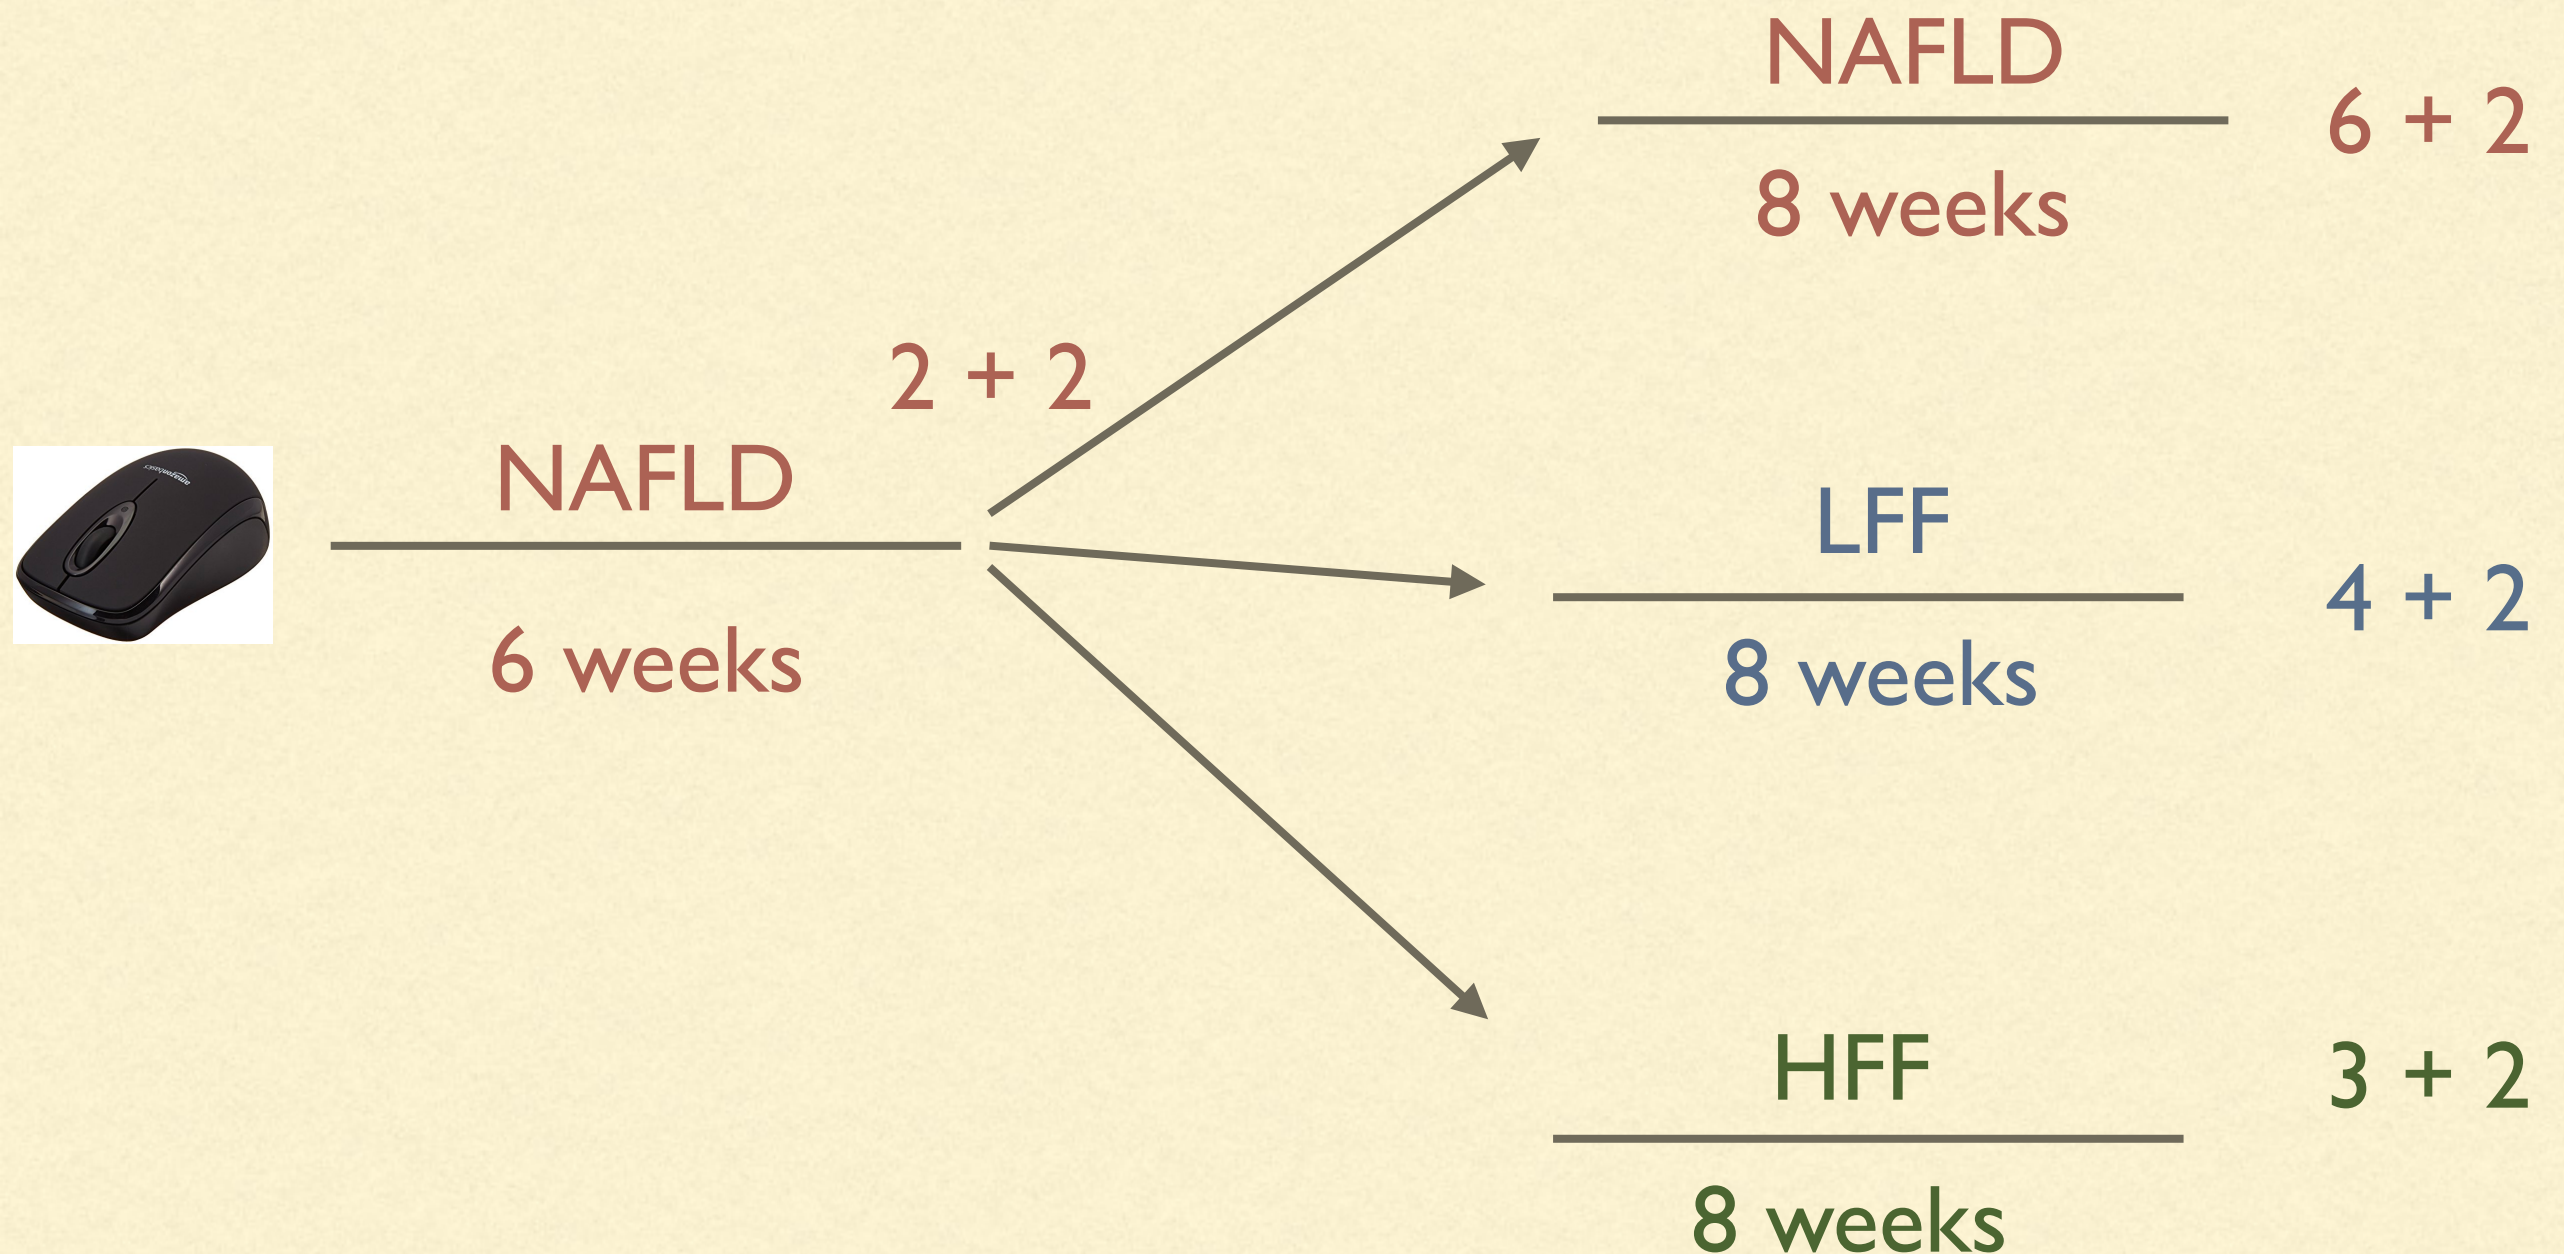 NAFLD
6 + 2
8 weeks
2 + 2
NAFLD
6 weeks
amazonbasics
LFF
4 + 2
8 weeks
HFF
3 + 2
8 weeks